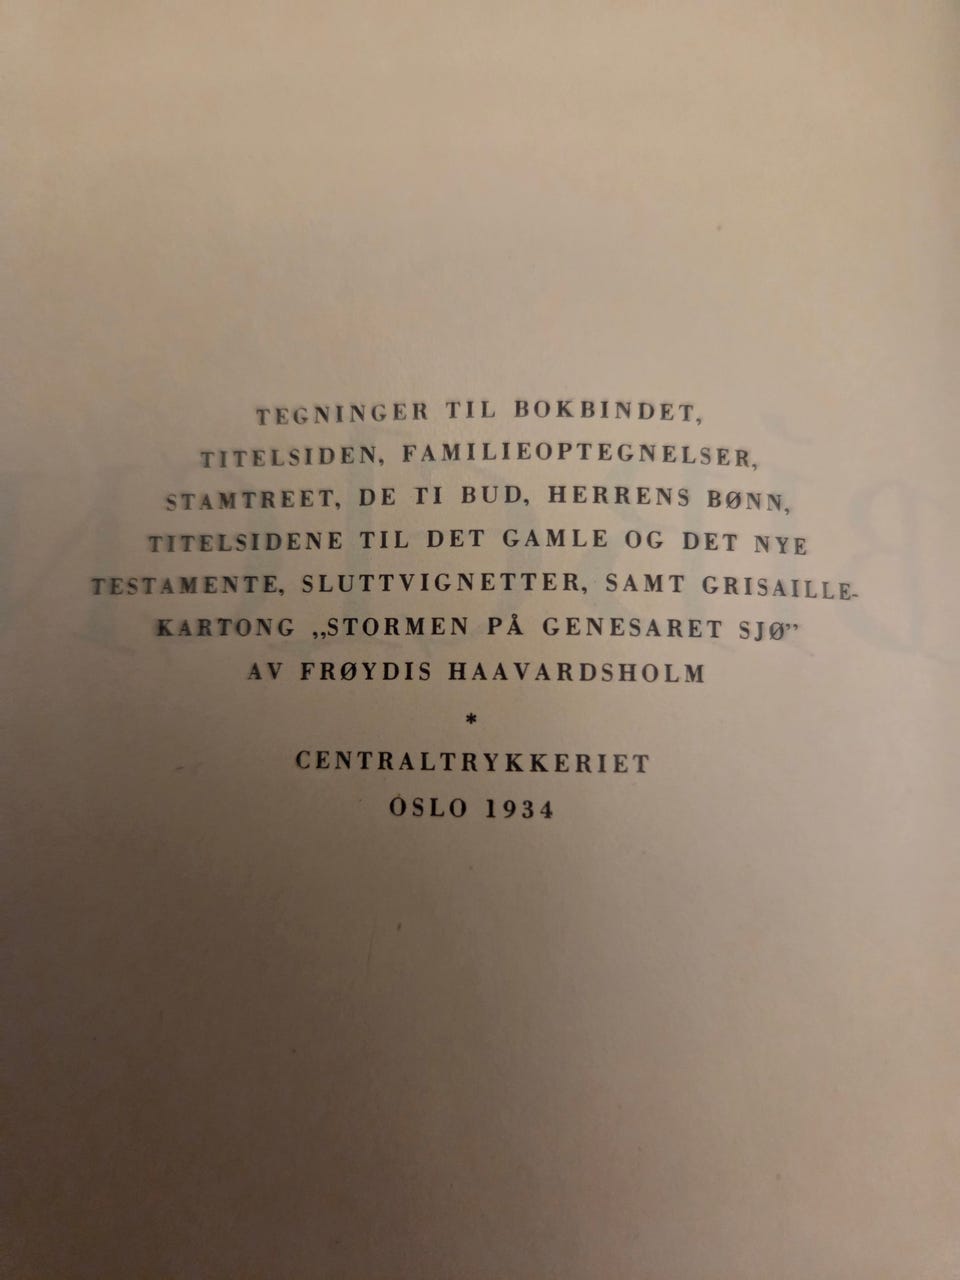 TEGNINGER TIL BOKBINDET,
TITELSIDEN, FAMILIEOPTEGNELSER,
STAMTREET, DE TI BUD, HERRENS BØNN,
TITELSIDENE TIL DET GAMLE OG DET NYE
TESTAMENTE, SLUTTVIGNETTER, SAMT GRISAILLE-
KARTONG „STORMEN PÅ GENESARET SJØ”
AV FRØYDIS HAAVARDSHOLM
*
CENTRALTRYKKERIET
OSLO 1934